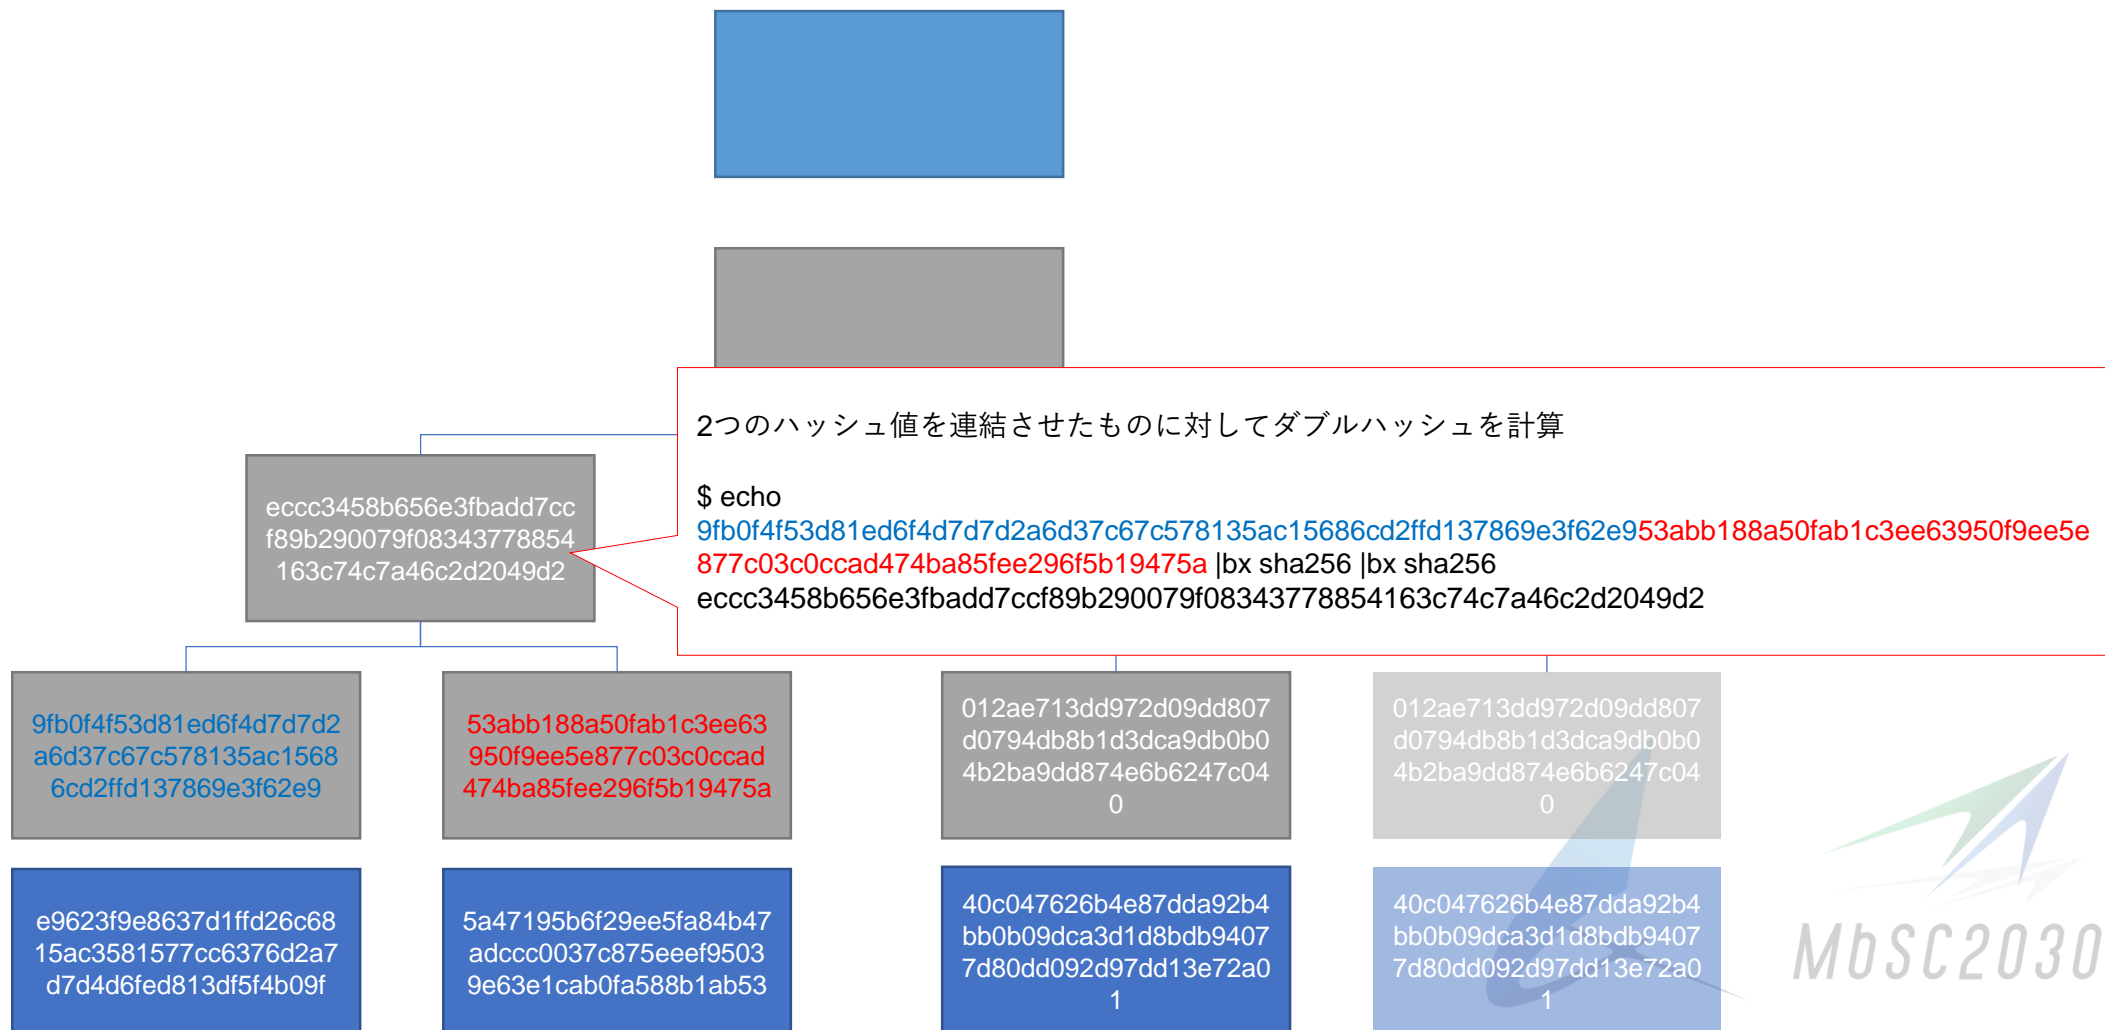 2つのハッシュ値を連結させたものに対してダブルハッシュを計算
$ echo
9fb0f4f53d81ed6f4d7d7d2a6d37c67c578135ac15686cd2ffd137869e3f62e953abb188a50fab1c3ee63950f9ee5e
877c03c0ccad474ba85fee296f5b19475a |bx sha256 |bx sha256
eccc3458b656e3fbadd7ccf89b290079f08343778854163c74c7a46c2d2049d2
eccc3458b656e3fbadd7cc
f89b290079f08343778854
163c74c7a46c2d2049d2
9fb0f4f53d81ed6f4d7d7d2
a6d37c67c578135ac1568
6cd2ffd137869e3f62e9
53abb188a50fab1c3ee63
950f9ee5e877c03c0ccad
474ba85fee296f5b19475a
012ae713dd972d09dd807
d0794db8b1d3dca9db0b0
4b2ba9dd874e6b6247c04
0
012ae713dd972d09dd807
d0794db8b1d3dca9db0b0
4b2ba9dd874e6b6247c04
0
e9623f9e8637d1ffd26c68
15ac3581577cc6376d2a7
d7d4d6fed813df5f4b09f
5a47195b6f29ee5fa84b47
adccc0037c875eeef9503
9e63e1cab0fa588b1ab53
40c047626b4e87dda92b4
bb0b09dca3d1d8bdb9407
7d80dd092d97dd13e72a0
1
40c047626b4e87dda92b4
bb0b09dca3d1d8bdb9407
7d80dd092d97dd13e72a0
1
MbSC2030